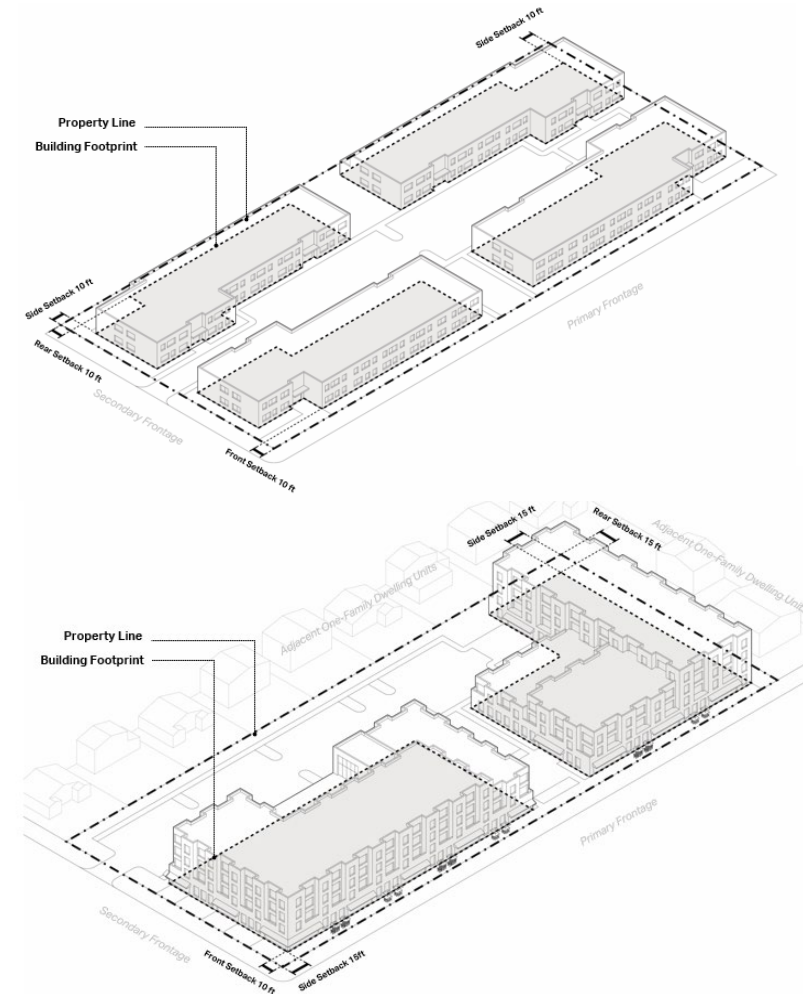 Side Setback 10 ft
Property Line
Building Footprint
Side Setback 10 ft
Rear Setback 10 ft
Primary Frontage
Secondary Frontage
Front Setback 10 ft
Side Setback 15 ft
Rear Setback 15 ft
Adjacent One-Family Dwelling Units
Adjacent One-Family Dwelling Units
Property Line
Building Footprint
Primary Frontage
Secondary Frontage
Front Setback 10 ft
Side Setback 15ft